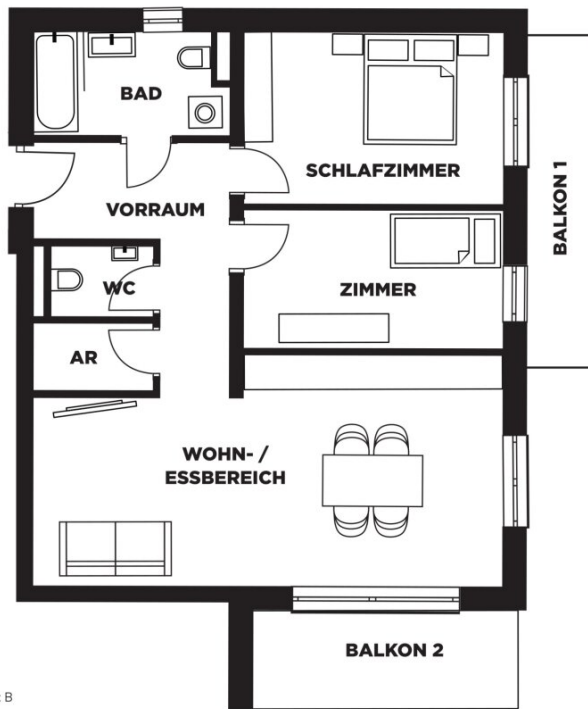 BAD
SCHLAFZIMMER
BALKON 1
VORRAUM
WC
ZIMMER
AR
WOHN- /
ESSBEREICH
BALKON 2
: B